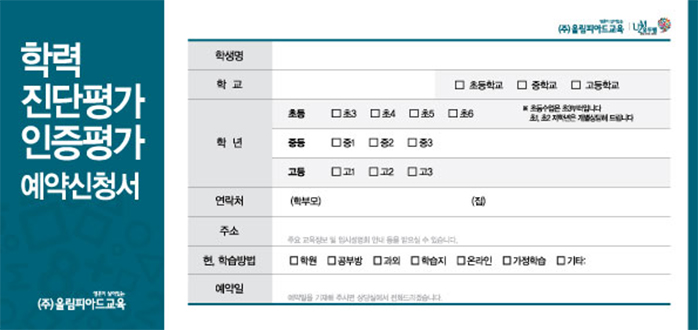 학력
진단평가
인증평가
예약신청서
(주)올림피아드교육
(주)올림피아드교육
학생명
학 교
□ 초등학교 □ 중학교 □ 고등학교
학 년
초등 □ 초3 □ 초4 □ 초5 □ 초6
※ 초등수업은 초3부터입니다
초1, 초2 저학년은 개별상담해 드립니다
중등 □ 중1 □ 중2 □ 중3
고등 □ 고1 □ 고2 □ 고3
연락처 (학부모) (집)
주소
주요 교육정보 및 입시설명회 안내 등을 받으실 수 있습니다.
현, 학습방법 □ 학원 □ 공부방 □ 과외 □ 학습지 □ 온라인 □ 가정학습 □ 기타:
예약일
예약일을 기재해 주시면 상담실에서 전화드리겠습니다.